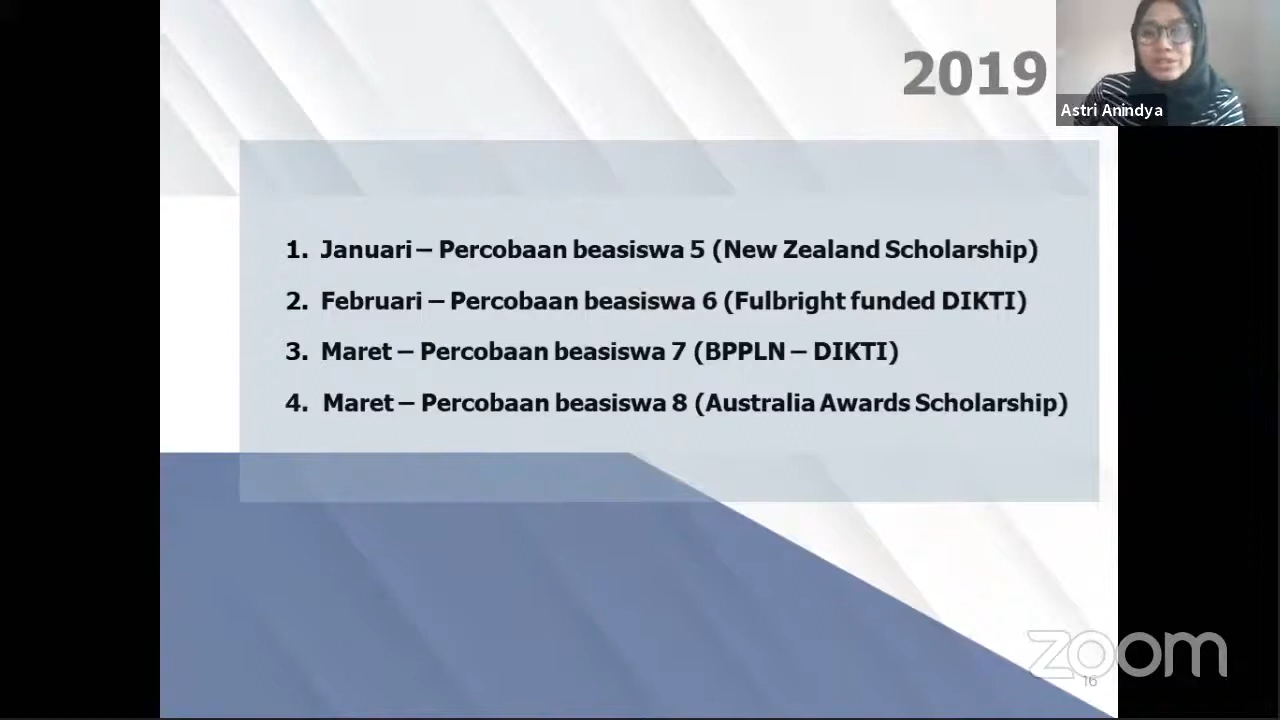 2019
Astri Anindya
1. Januari – Percobaan beasiswa 5 (New Zealand Scholarship)
2. Februari – Percobaan beasiswa 6 (Fulbright funded DIKTI)
3. Maret – Percobaan beasiswa 7 (BPPLN – DIKTI)
4. Maret – Percobaan beasiswa 8 (Australia Awards Scholarship)
zoom
16